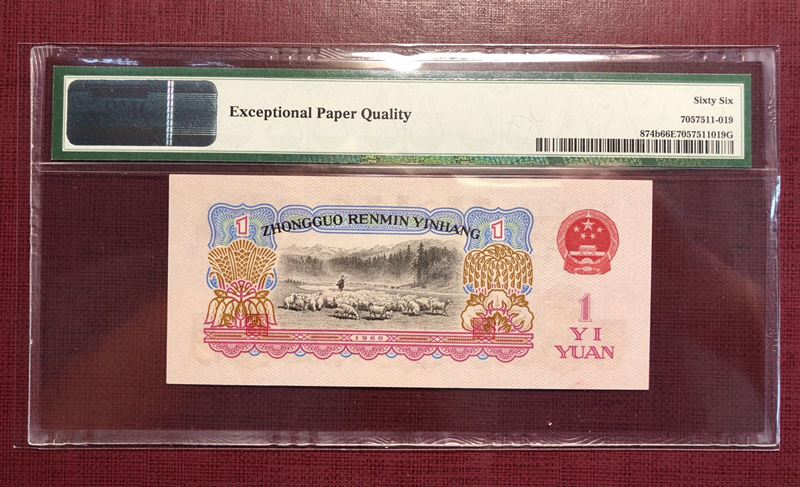 Exceptional Paper Quality
Sixty Six
7057511-019
874b66E7057511019G
1 ZHONGGUO RENMIN YINHANG 1
1
YI
YUAN
1960